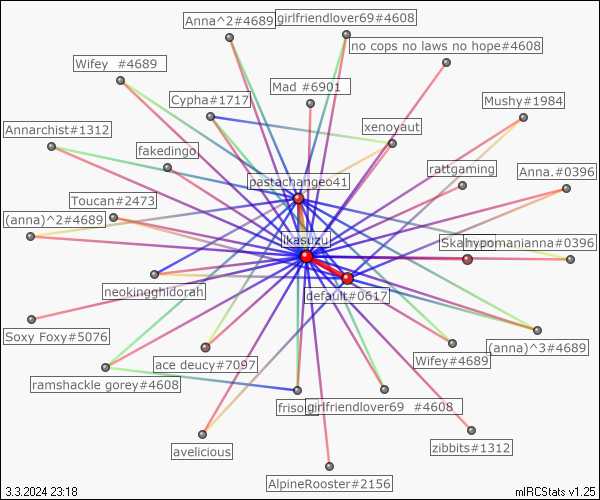 Anna^2#4689
girlfriendlover69#4608
no cops no laws no hope#4608
Wifey  #4689
Mad #6901
Cypha#1717
Mushy#1984
Annarchist#1312
xenoyaut
fakedingo
rattgaming
pastachangeo41
Anna.#0396
Toucan#2473
(anna)^2#4689
ikasuzu
Ska
hypomanianna#0396
neokingghidorah
default#0617
Soxy Foxy#5076
ace deucy#7097
Wifey#4689
(anna)^3#4689
ramshackle gorey#4608
girlfriendlover69  #4608
avelicious
zibbits#1312
AlpineRooster#2156
3.3.2024 23:18
mIRCStats v1.25